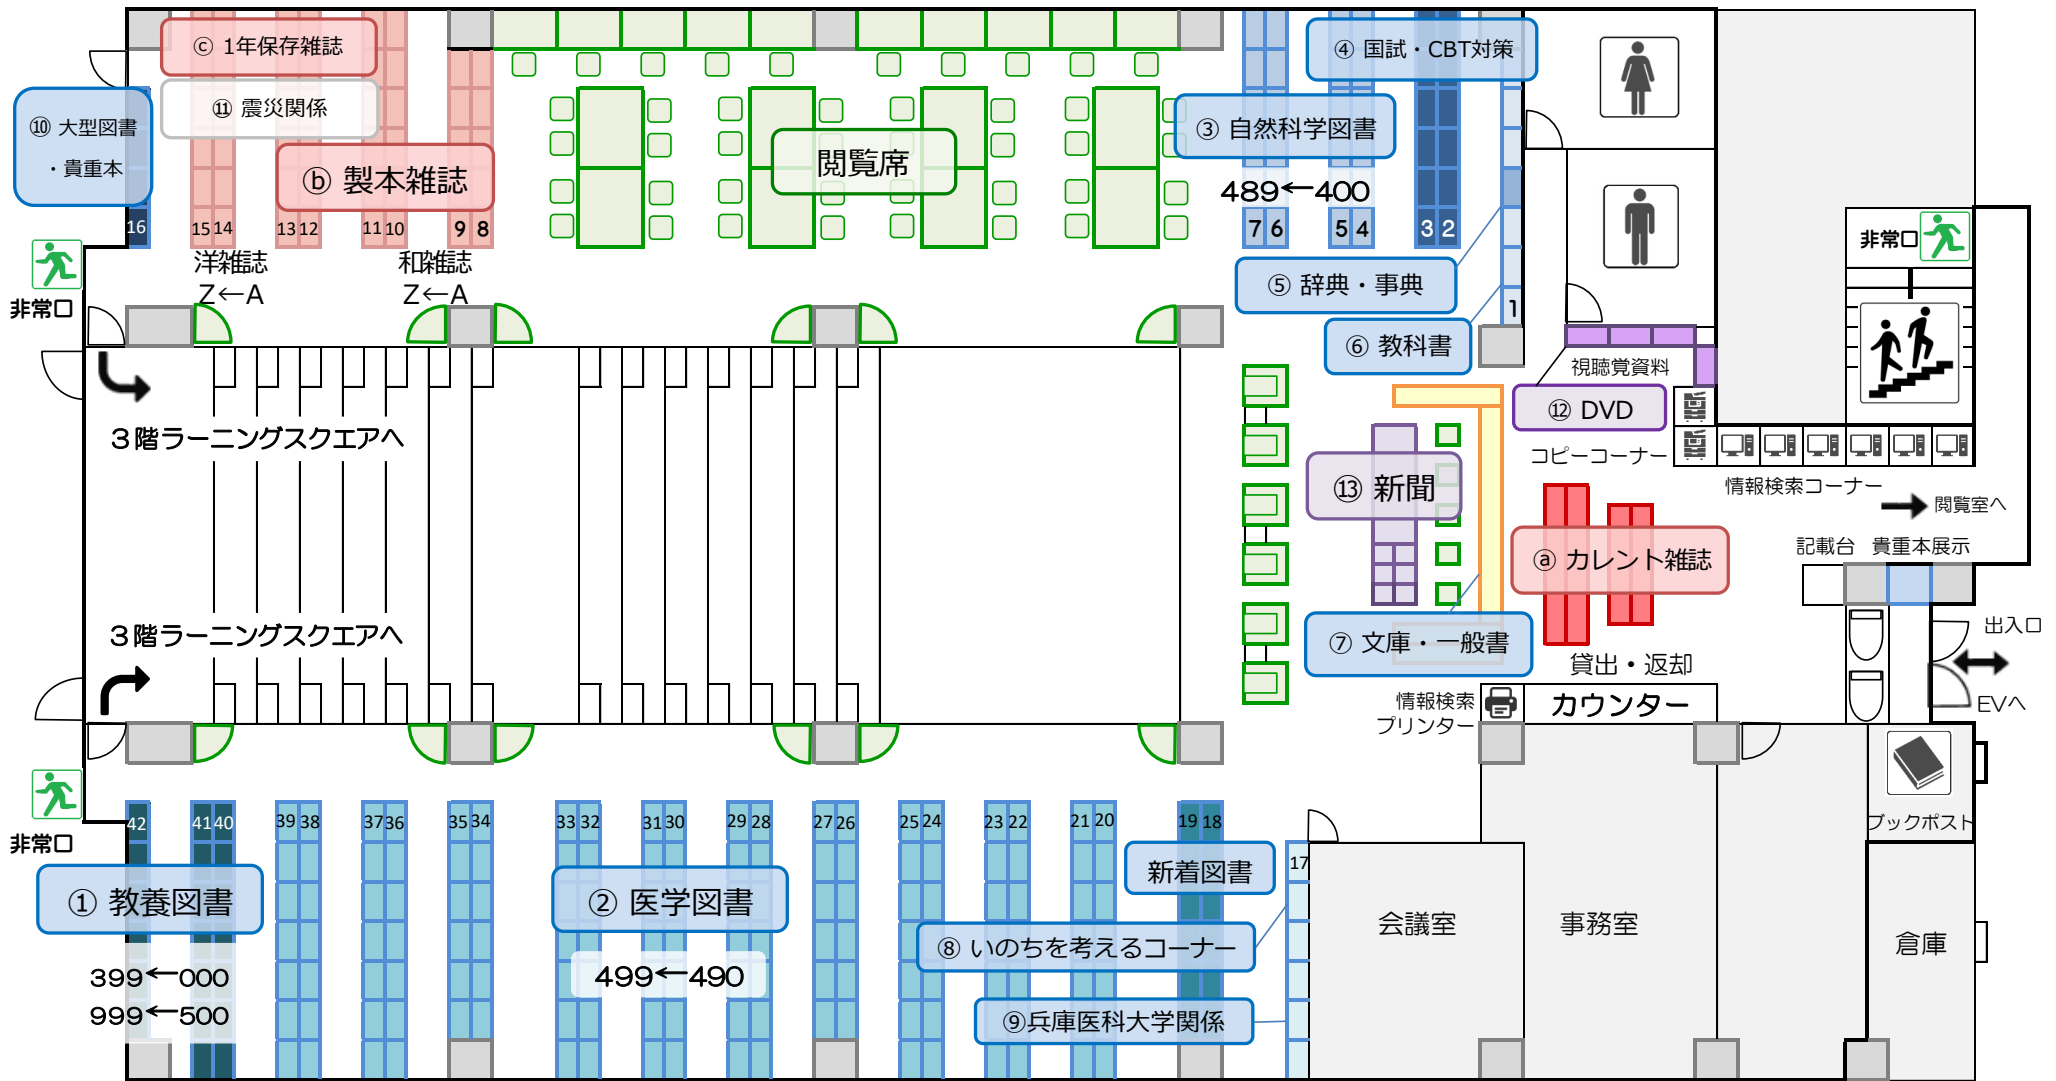 ⓒ 1年保存雑誌
⑪ 震災関係
⑩ 大型図書
・貴重本
ⓑ 製本雑誌
閲覧席
④ 国試・CBT対策
③ 自然科学図書
489←400
16
15 14
13 12
11 10
9 8
7 6
5 4
3 2
1
洋雑誌
Z←A
和雑誌
Z←A
⑤ 辞典・事典
⑥ 教科書
非常口
非常口
視聴覚資料
⑫ DVD
コピーコーナー
情報検索コーナー
閲覧室へ
３階ラーニングスクエアへ
⑬ 新聞
ⓐ カレント雑誌
記載台
貴重本展示
３階ラーニングスクエアへ
⑦ 文庫・一般書
貸出・返却
カウンター
情報検索
プリンター
出入口
EVへ
ブックポスト
非常口
42
41 40
39 38
37 36
35 34
33 32
31 30
29 28
27 26
25 24
23 22
21 20
19 18
17
新着図書
① 教養図書
399←000
999←500
② 医学図書
499←490
⑧ いのちを考えるコーナー
⑨兵庫医科大学関係
会議室
事務室
倉庫